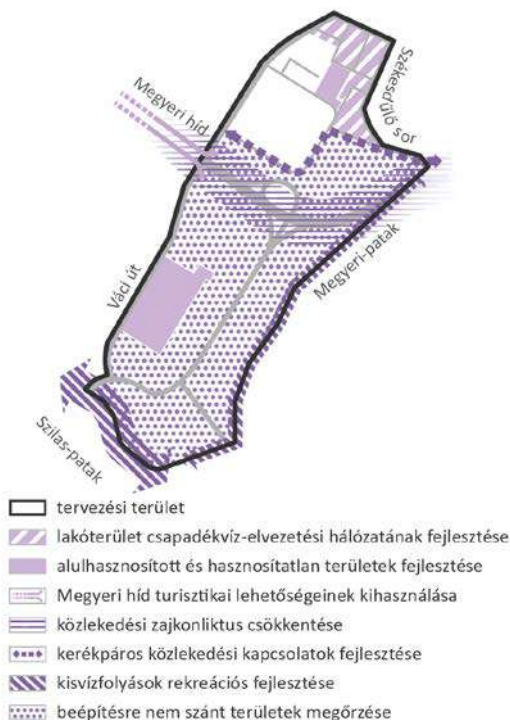 Székesdűlő sor
Megyeri híd
Megyeri-patak
Váci út
Szilas-patak
tervezési terület
lakóterület csapadékvíz-elvezetési hálózatának fejlesztése
alulhasznosított és hasznosítatlan területek fejlesztése
Megyeri híd turisztikai lehetőségeinek kihasználása
közlekedési zajkonliktus csökkentése
kerékpáros közlekedési kapcsolatok fejlesztése
kisvízfolyások rekreációs fejlesztése
beépítésre nem szánt területek megőrzése